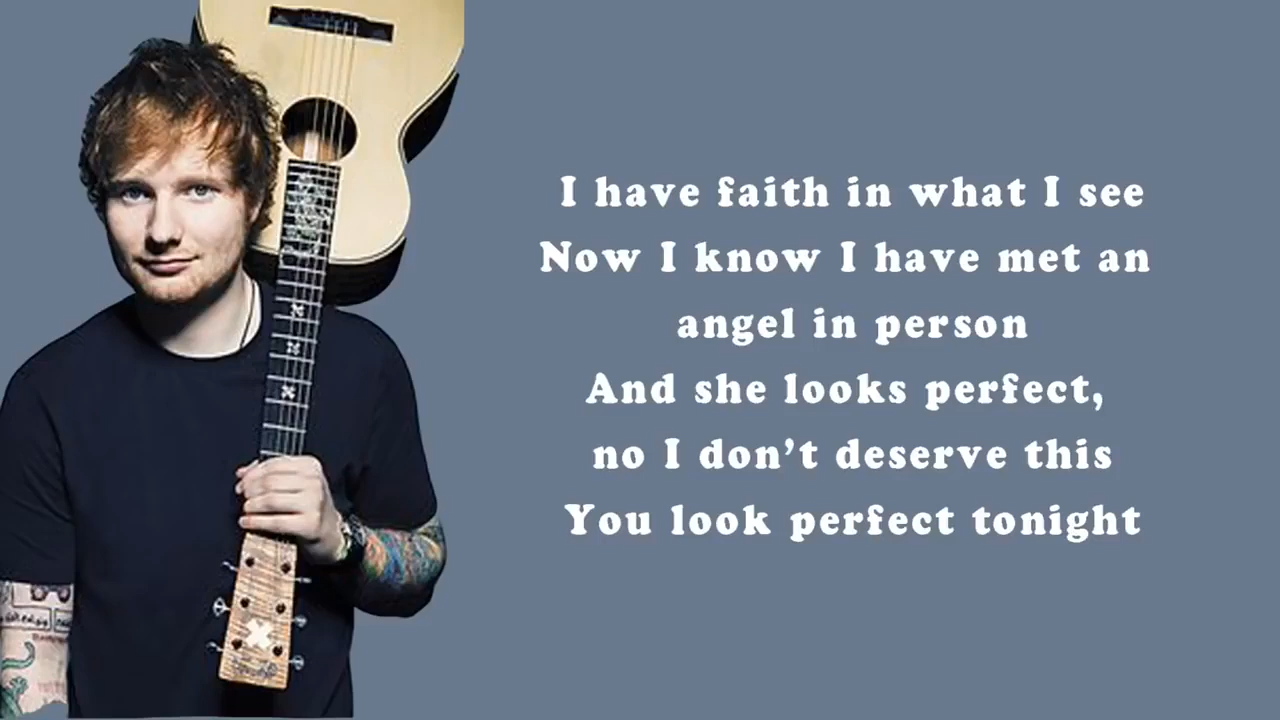 I have faith in what I see
Now I know I have met an
angel in person
And she looks perfect,
no I don’t deserve this
You look perfect tonight